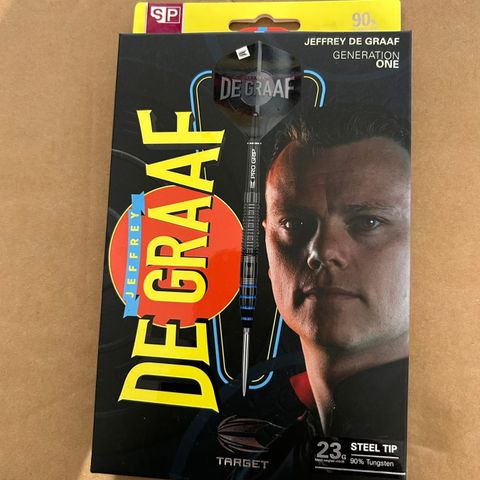 SP
90%
JEFFREY DE GRAAF
GENERATION
ONE
DE GRAAF
PRO GRIP
JEFFREY
DE GRAAF
TARGET
23G
STEEL TIP
90% Tungsten